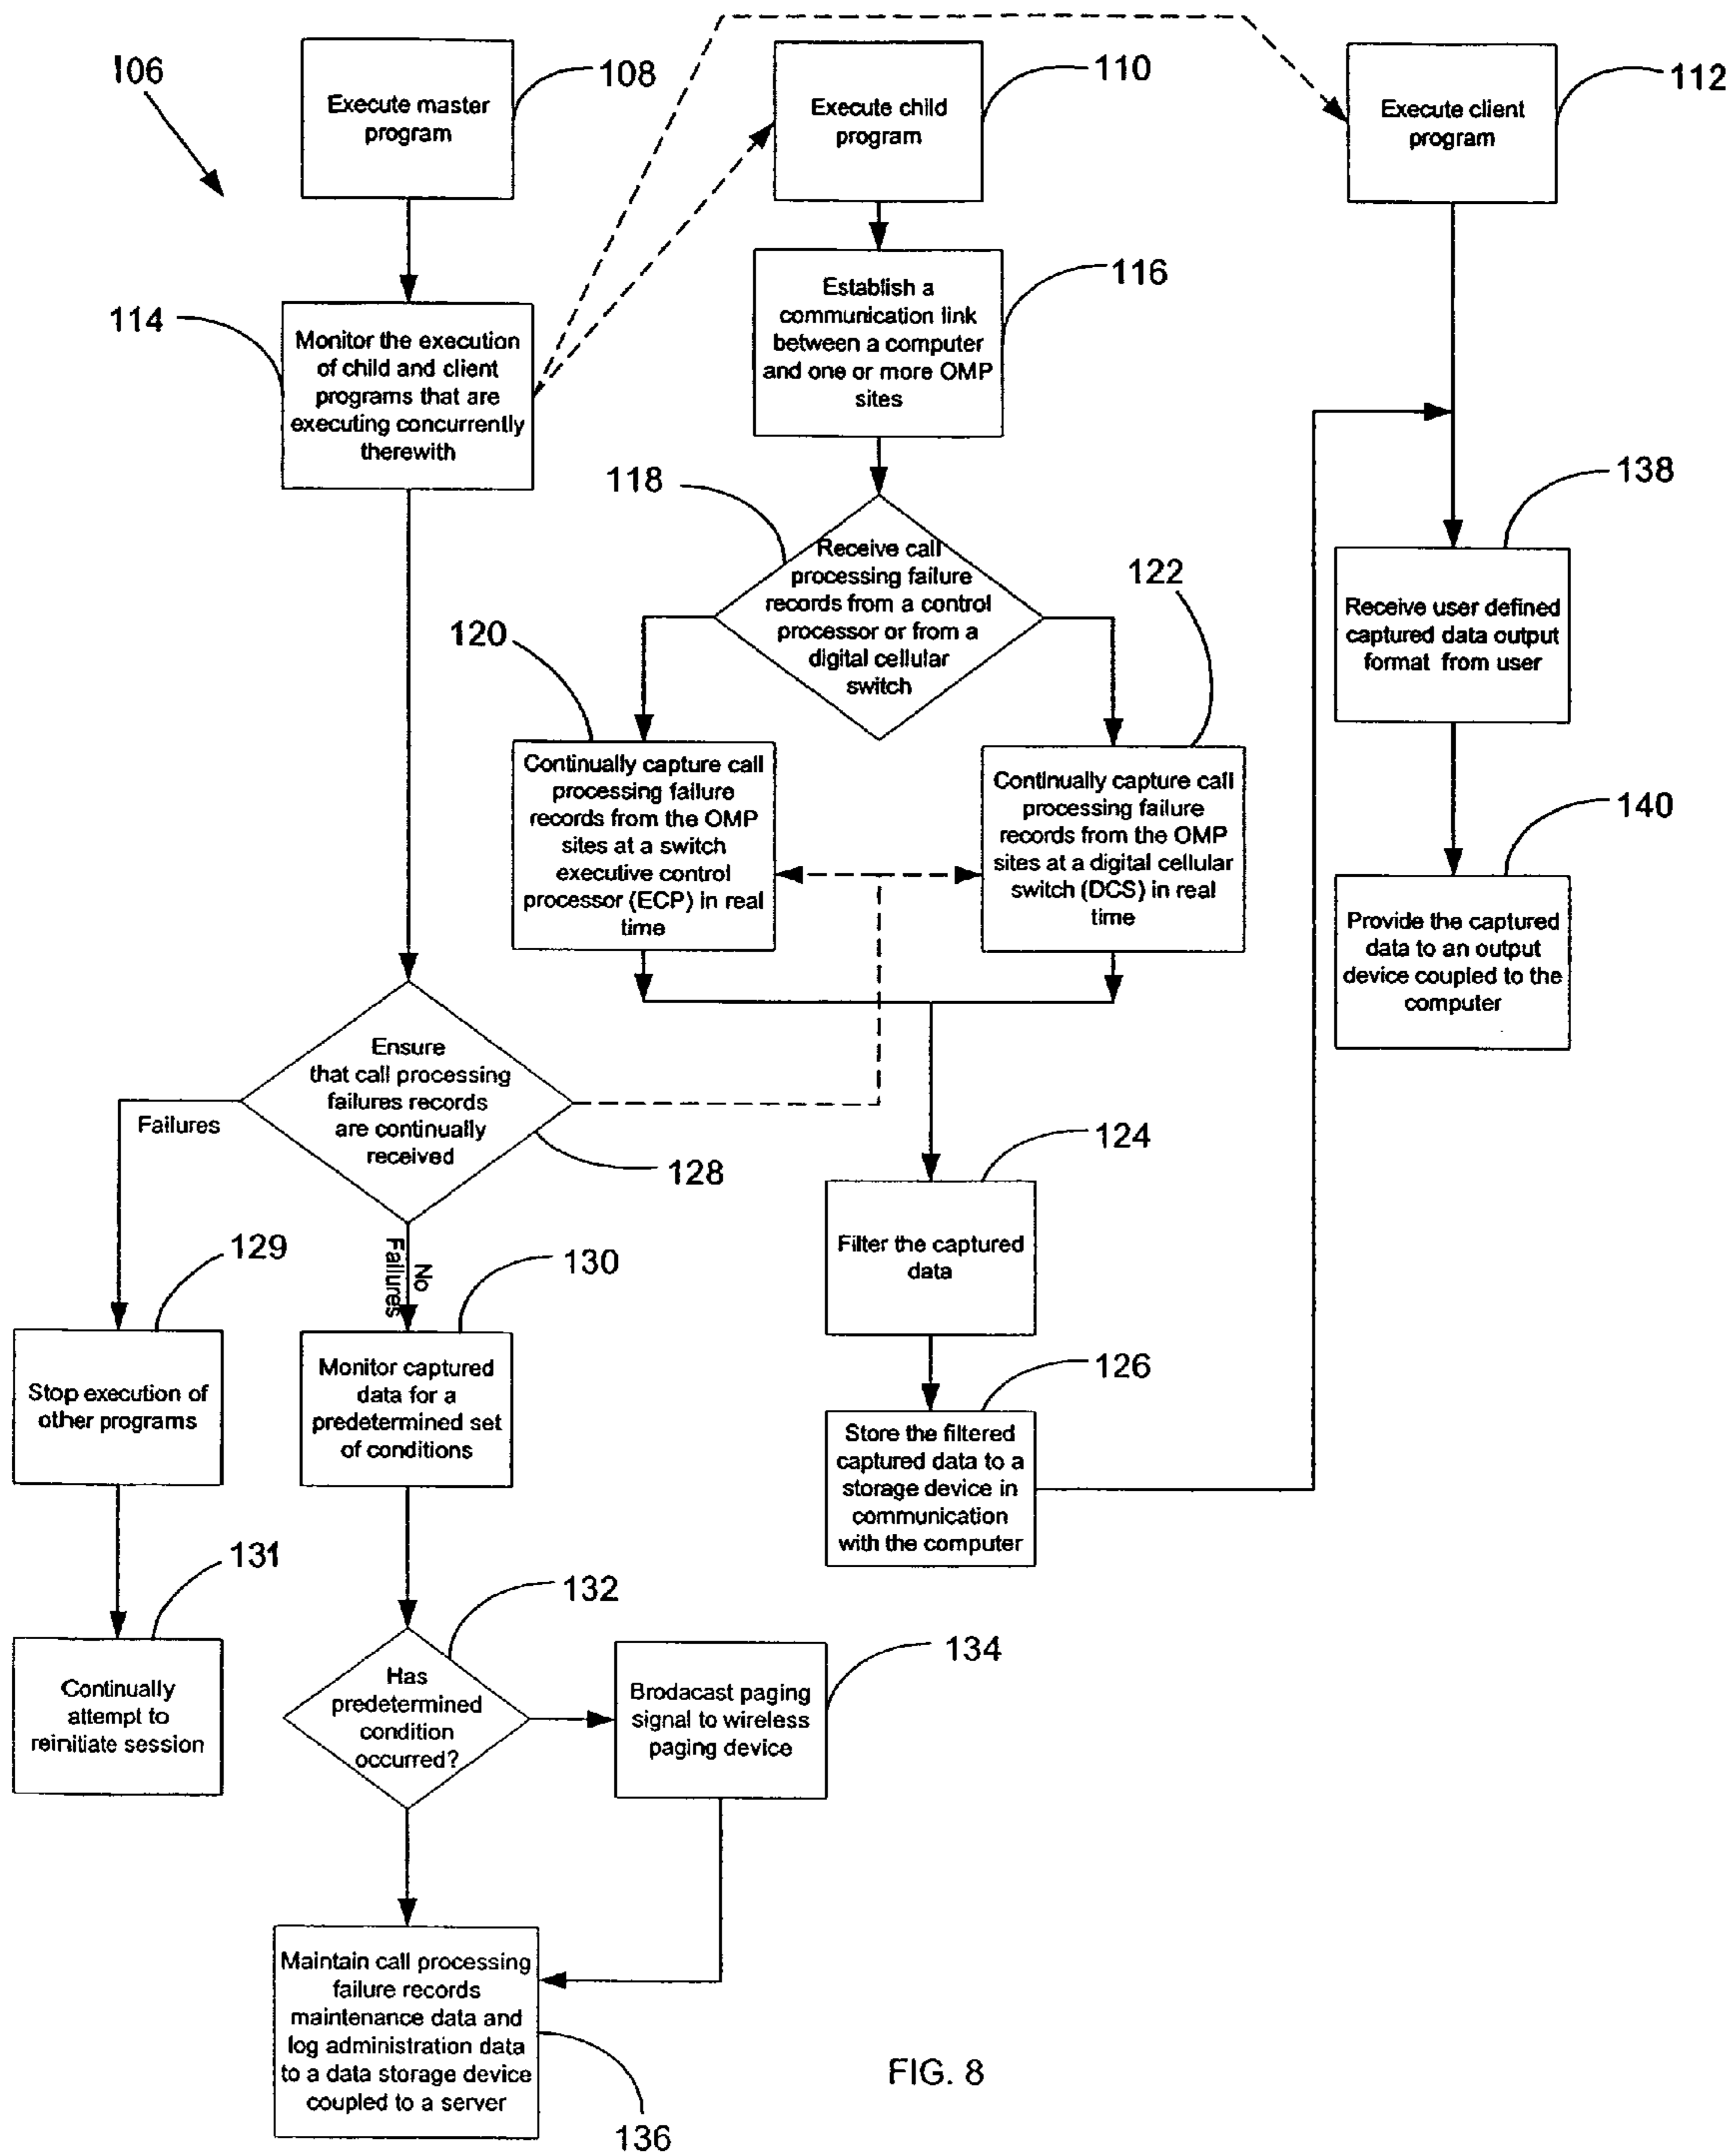 106
Execute master
program
108
Execute child
program
110
Execute client
program
112
114
Monitor the execution
of child and client
programs that are
executing concurrently
therewith
Establish a
communication link
between a computer
and one or more OMP
sites
116
118
Receive call
processing failure
records from a control
processor or from a
digital cellular
switch
120
Continually capture call
processing failure
records from the OMP
sites at a switch
executive control
processor (ECP) in real
time
122
Continually capture call
processing failure
records from the OMP
sites at a digital cellular
switch (DCS) in real
time
138
Receive user defined
captured data output
format from user
140
Provide the captured
data to an output
device coupled to the
computer
Ensure
that call processing
failures records
are continually
received
128
Failures
No
Failures
124
Filter the captured
data
126
Store the filtered
captured data to a
storage device in
communication
with the computer
129
Stop execution of
other programs
130
Monitor captured
data for a
predetermined set
of conditions
131
Continually
attempt to
reinitiate session
132
Has
predetermined
condition
occurred?
134
Brodacast paging
signal to wireless
paging device
Maintain call processing
failure records
maintenance data and
log administration data
to a data storage device
coupled to a server
136
FIG. 8